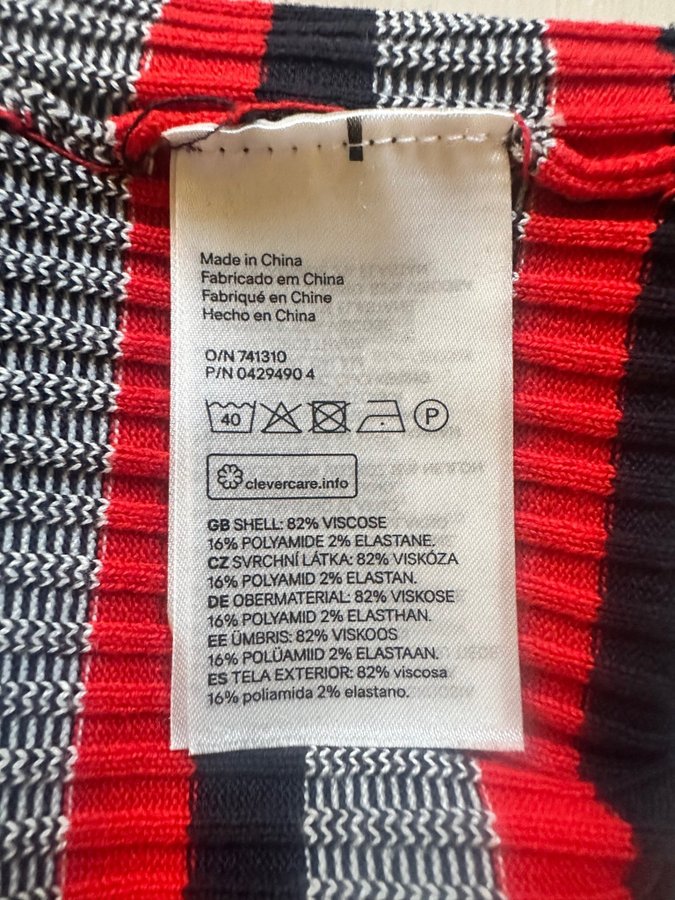 Made in China
Fabricado em China
Fabriqué en Chine
Hecho en China
O/N 741310
P/N 0429490 4
40
P
clevercare.info
GB SHELL: 82% VISCOSE
16% POLYAMIDE 2% ELASTANE.
CZ SVRCHNÍ LÁTKA: 82% VISKÓZA
16% POLYAMID 2% ELASTAN.
DE OBERMATERIAL: 82% VISKOSE
16% POLYAMID 2% ELASTHAN.
EE ÜMBRIS: 82% VISKOOS
16% POLÜAMIID 2% ELASTAAN.
ES TELA EXTERIOR: 82% viscosa
16% poliamida 2% elastano.